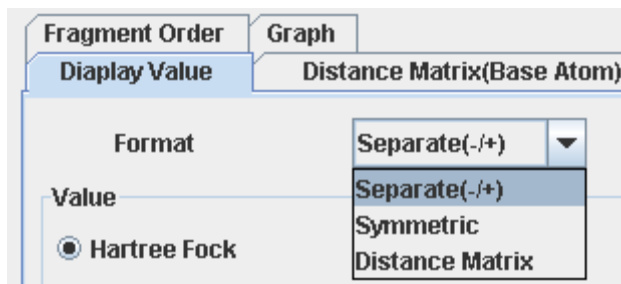 Fragment Order
Graph
Diaplay Value
Distance Matrix(Base Atom)
Format
Separate(-/+)
Separate(-/+)
Symmetric
Distance Matrix
Value
Hartree Fock